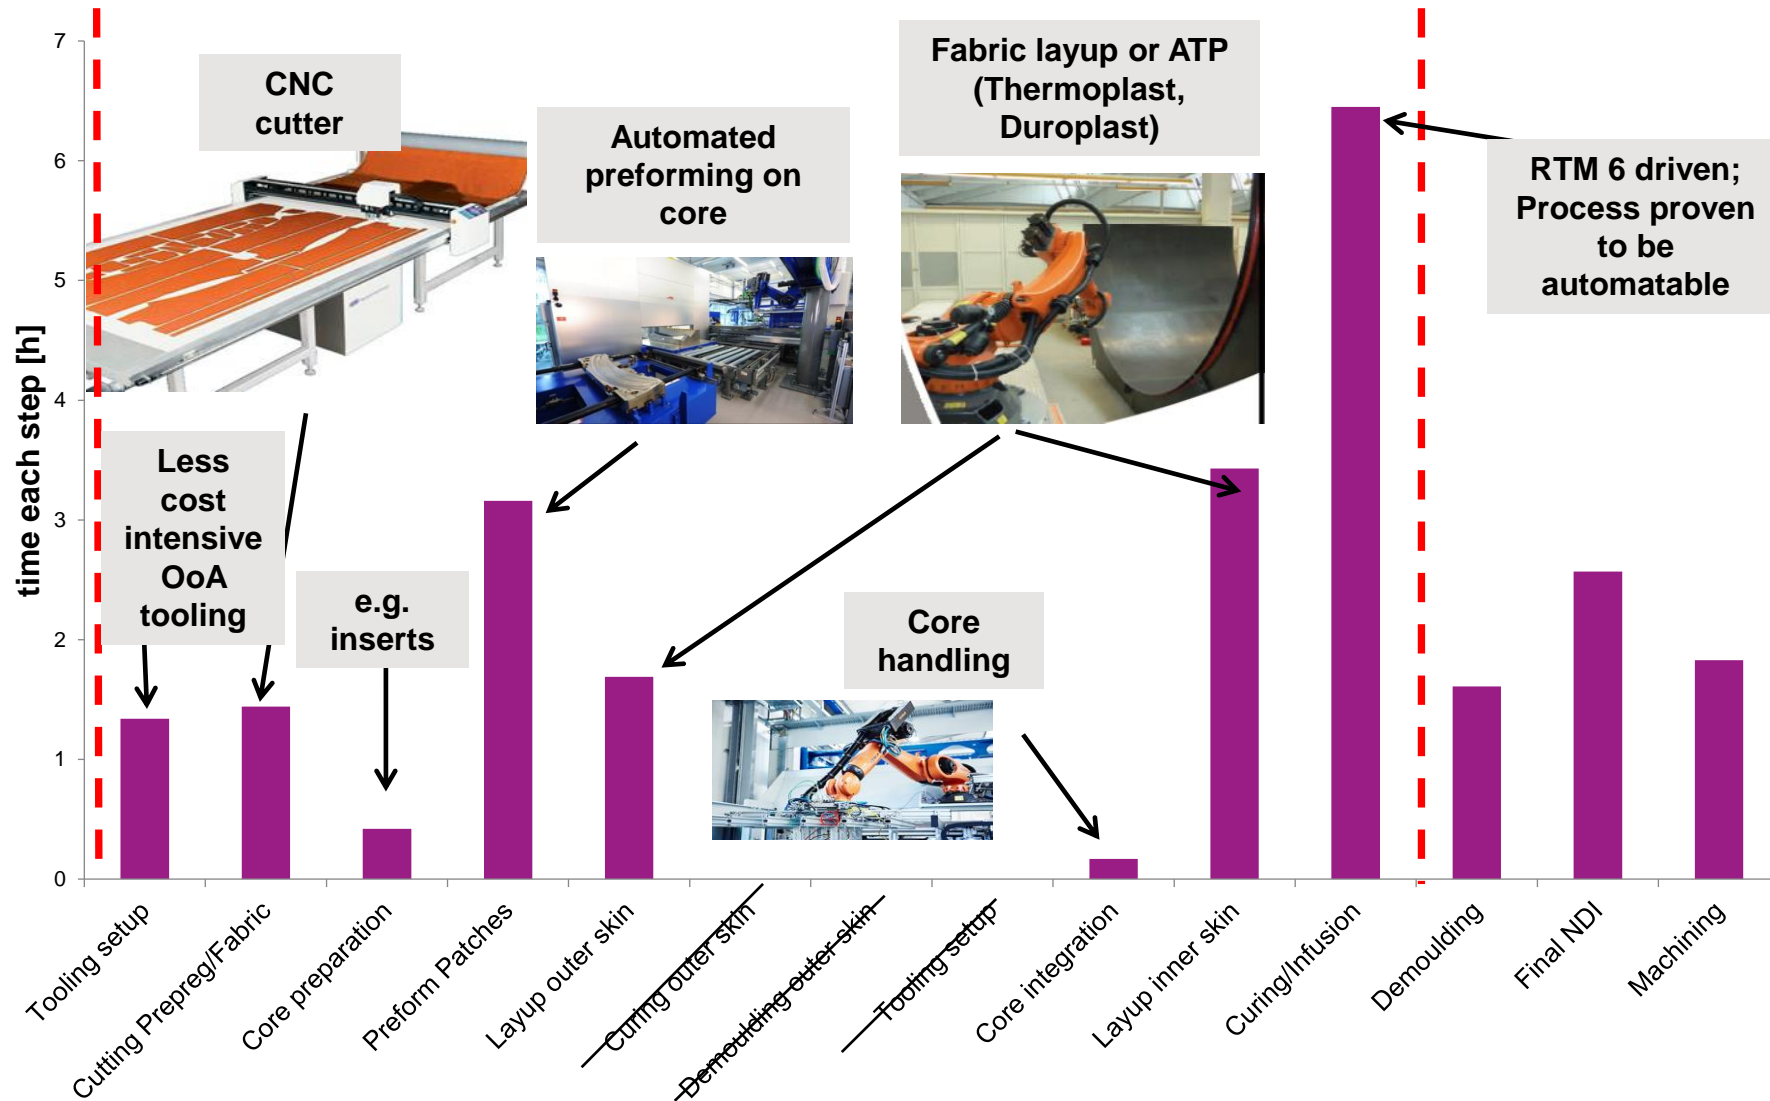 7
6
5
4
3
2
1
0
time each step [h]
CNC
cutter
Automated
preforming on
core
Fabric layup or ATP
(Thermoplast,
Duroplast)
RTM 6 driven;
Process proven
to be
automatable
Less
cost
intensive
OoA
tooling
e.g.
inserts
Core
handling
Tooling setup
Cutting Prepreg/Fabric
Core preparation
Preform Patches
Layup outer skin
Curing outer skin
Demoulding outer skin
Tooling setup
Core integration
Layup inner skin
Curing/Infusion
Demoulding
Final NDI
Machining